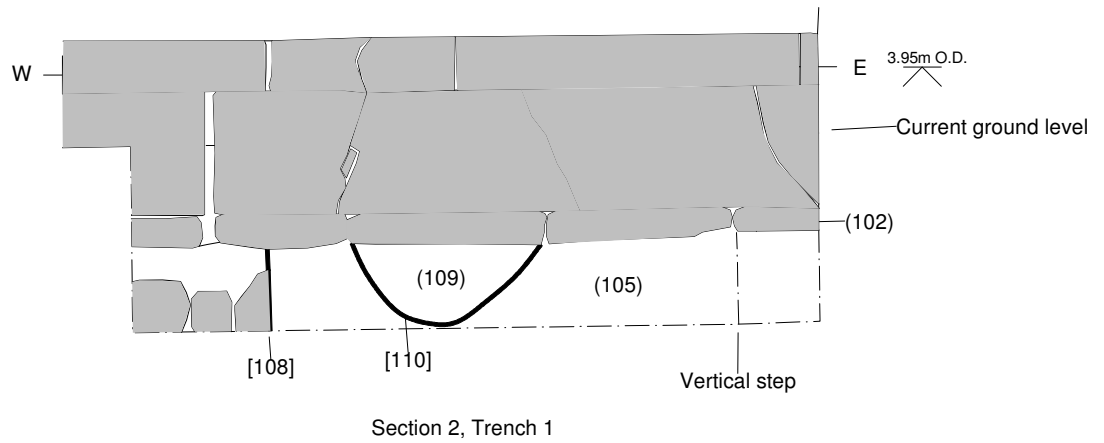 W
E
3.95m O.D.
Current ground level
(102)
(109)
(105)
[108]
[110]
Vertical step
Section 2, Trench 1